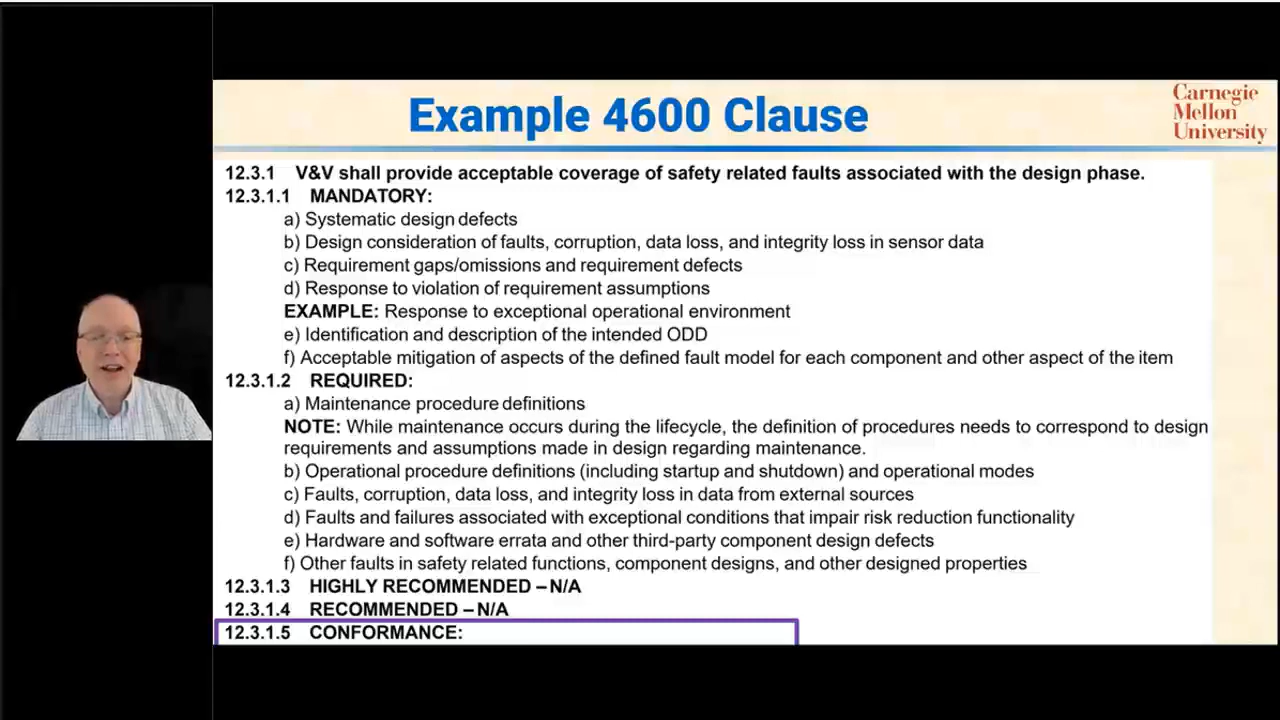 Example 4600 Clause
Carnegie
Mellon
University
12.3.1 V&V shall provide acceptable coverage of safety related faults associated with the design phase.
12.3.1.1 MANDATORY:
a) Systematic design defects
b) Design consideration of faults, corruption, data loss, and integrity loss in sensor data
c) Requirement gaps/omissions and requirement defects
d) Response to violation of requirement assumptions
EXAMPLE: Response to exceptional operational environment
e) Identification and description of the intended ODD
f) Acceptable mitigation of aspects of the defined fault model for each component and other aspect of the item
12.3.1.2 REQUIRED:
a) Maintenance procedure definitions
NOTE: While maintenance occurs during the lifecycle, the definition of procedures needs to correspond to design
requirements and assumptions made in design regarding maintenance.
b) Operational procedure definitions (including startup and shutdown) and operational modes
c) Faults, corruption, data loss, and integrity loss in data from external sources
d) Faults and failures associated with exceptional conditions that impair risk reduction functionality
e) Hardware and software errata and other third-party component design defects
f) Other faults in safety related functions, component designs, and other designed properties
12.3.1.3 HIGHLY RECOMMENDED – N/A
12.3.1.4 RECOMMENDED – N/A
12.3.1.5 CONFORMANCE: